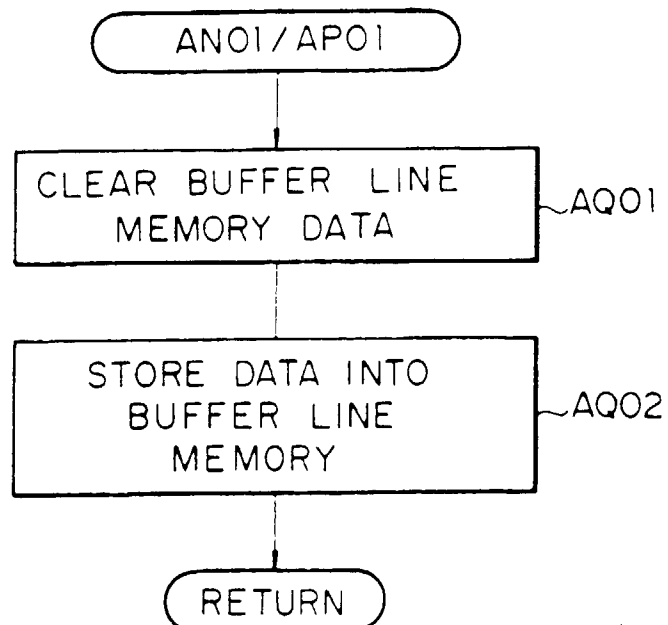 AN01/AP01
CLEAR BUFFER LINE
MEMORY DATA
AQ01
STORE DATA INTO
BUFFER LINE
MEMORY
AQ02
RETURN